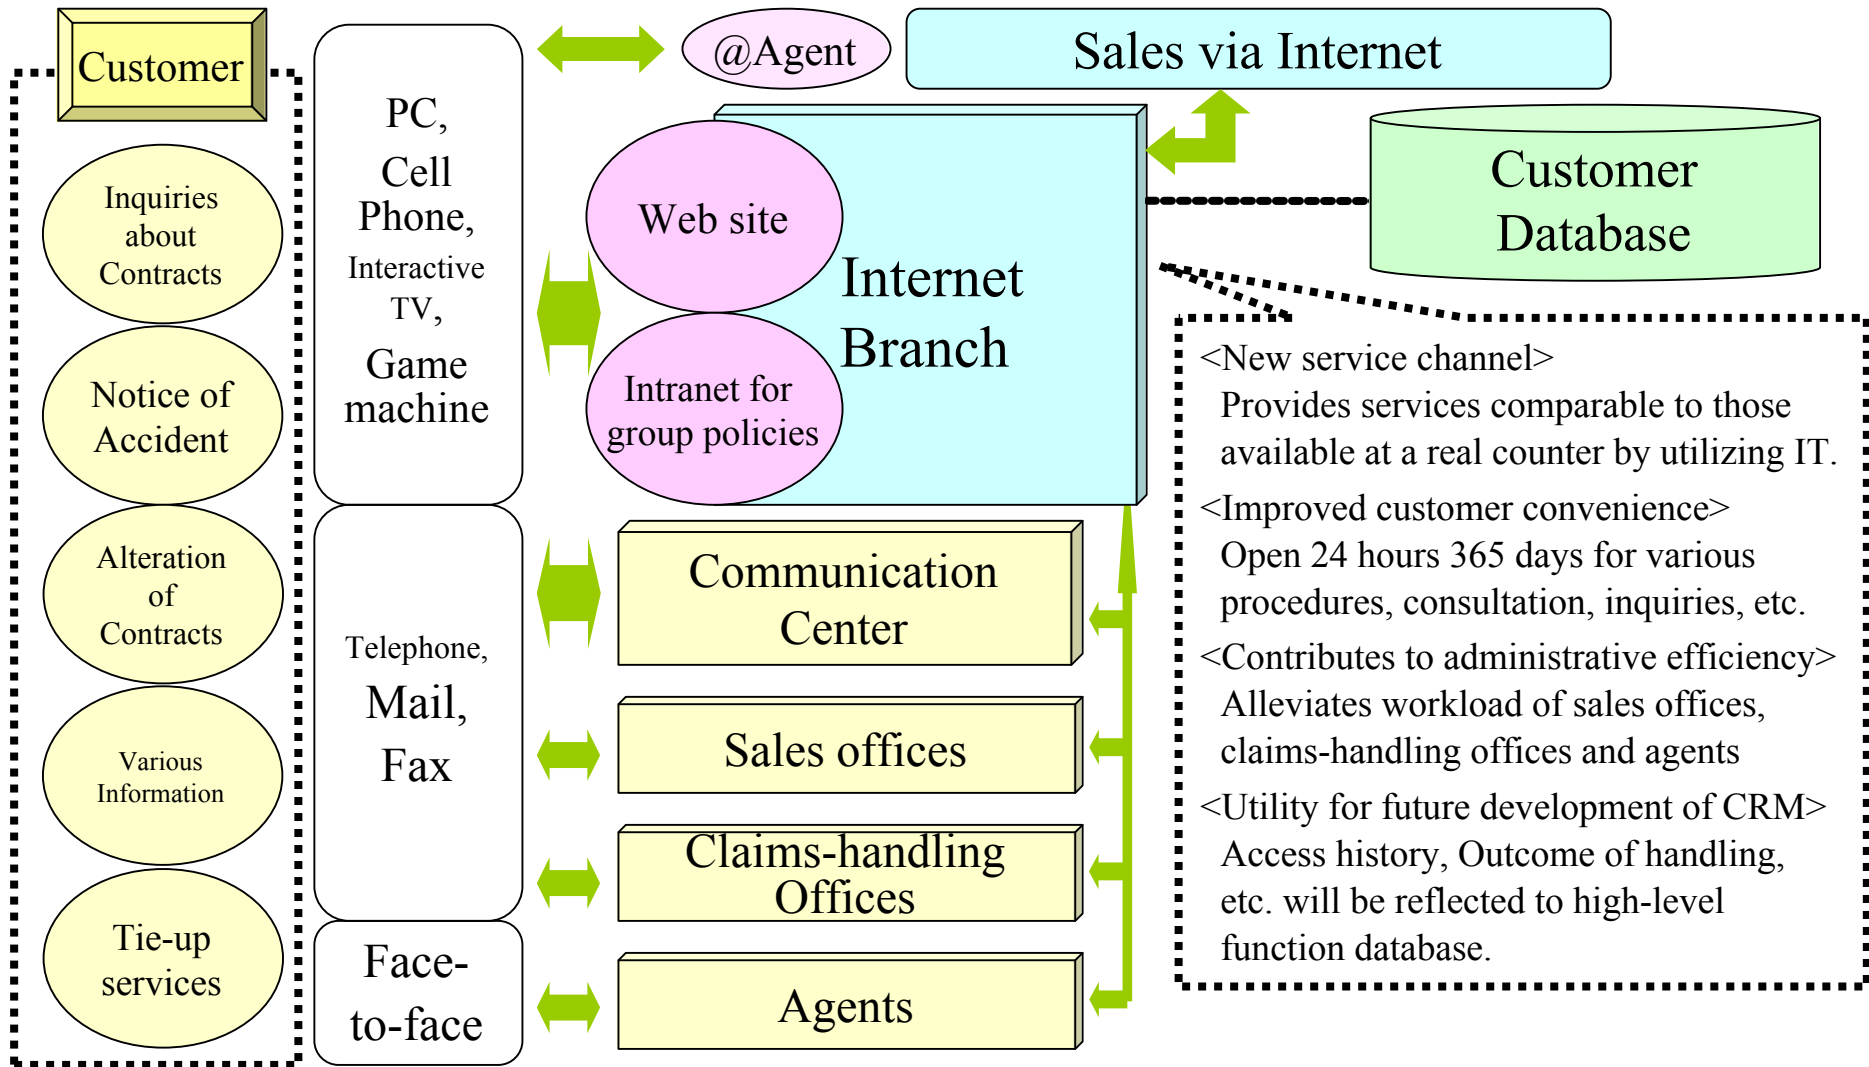 Customer
Inquiries
about
Contracts
Notice of
Accident
Alteration
of
Contracts
Various
Information
Tie-up
services
PC,
Cell
Phone,
Interactive
TV,
Game
machine
Telephone,
Mail,
Fax
Face-
to-face
@Agent
Sales via Internet
Web site
Intranet for
group policies
Internet
Branch
Customer
Database
Communication
Center
Sales offices
Claims-handling
Offices
Agents
<New service channel>
Provides services comparable to those
available at a real counter by utilizing IT.
<Improved customer convenience>
Open 24 hours 365 days for various
procedures, consultation, inquiries, etc.
<Contributes to administrative efficiency>
Alleviates workload of sales offices,
claims-handling offices and agents
<Utility for future development of CRM>
Access history, Outcome of handling,
etc. will be reflected to high-level
function database.